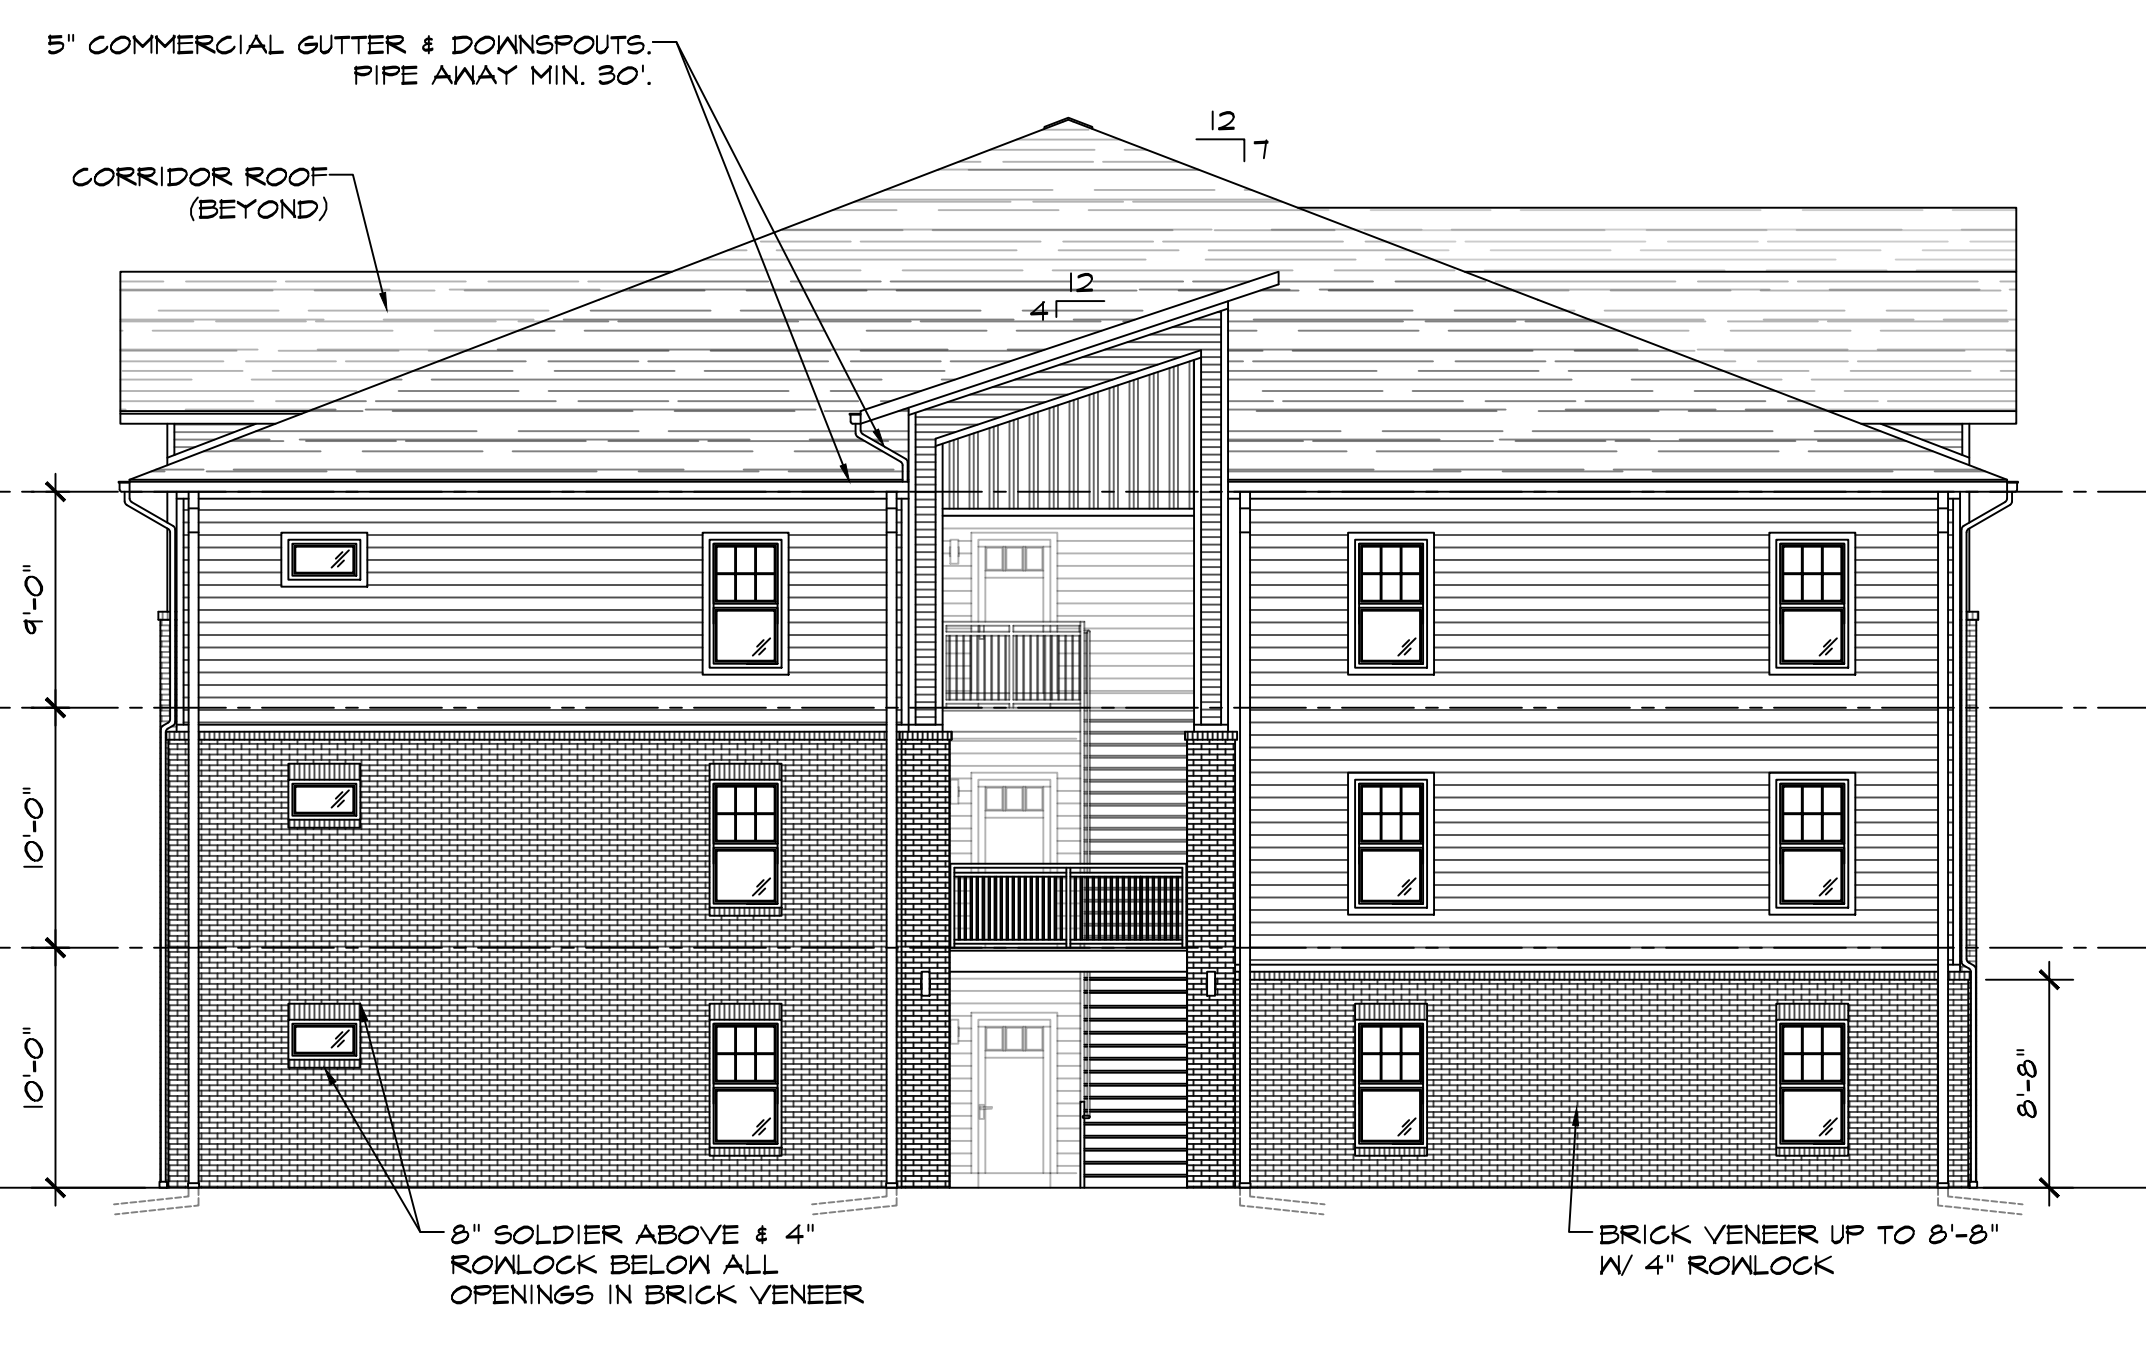 5" COMMERCIAL GUTTER & DOWNSPOUTS.
PIPE AWAY MIN. 30'.
12
7
CORRIDOR ROOF
(BEYOND)
12
4
9'-0"
10'-0"
10'-0"
8'-8"
8" SOLDIER ABOVE & 4"
ROWLOCK BELOW ALL
OPENINGS IN BRICK VENEER
BRICK VENEER UP TO 8'-8"
W/ 4" ROWLOCK